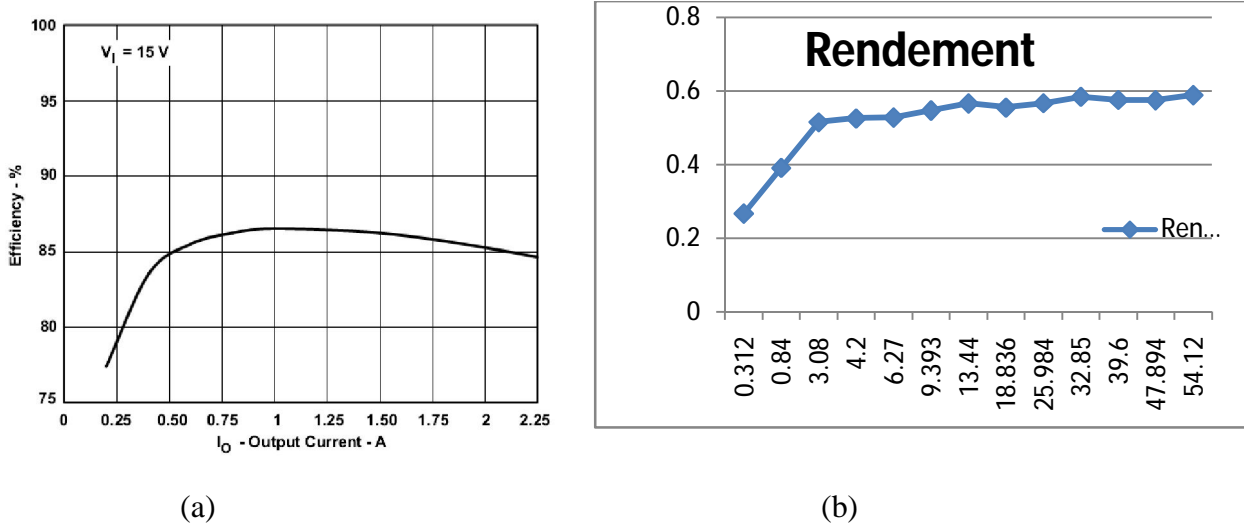 100
95
90
85
80
75
V_I = 15 V
Efficiency - %
0 0.25 0.50 0.75 1 1.25 1.50 1.75 2 2.25
I_O - Output Current - A
(a)
Rendement
0.8
0.6
0.4
0.2
0
Ren...
0.312 0.84 3.08 4.2 6.27 9.393 13.44 18.836 25.984 32.85 39.6 47.894 54.12
(b)